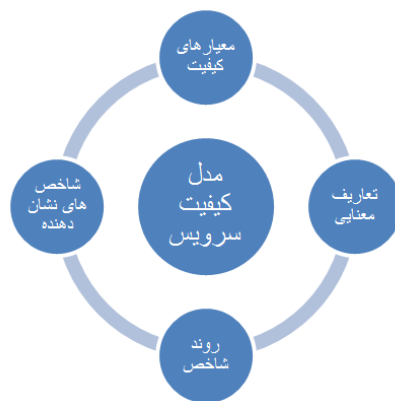 معیارهای
کیفیت
مدل
کیفیت
سرویس
تعاریف
معنایی
شاخص
های نشان
دهنده
روند
شاخص